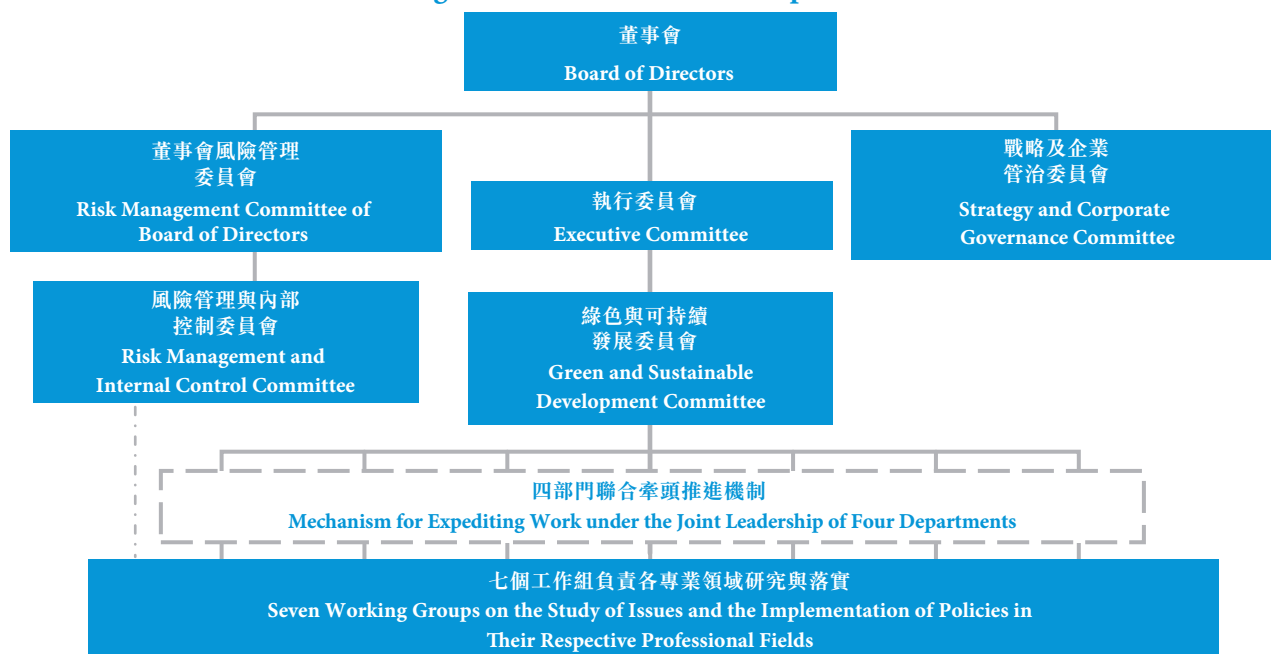 董事會
Board of Directors
董事會風險管理
委員會
Risk Management Committee of
Board of Directors
執行委員會
Executive Committee
戰略及企業
管治委員會
Strategy and Corporate
Governance Committee
風險管理與內部
控制委員會
Risk Management and
Internal Control Committee
綠色與可持續
發展委員會
Green and Sustainable
Development Committee
四部門聯合牽頭推進機制
Mechanism for Expediting Work under the Joint Leadership of Four Departments
七個工作組負責各專業領域研究與落實
Seven Working Groups on the Study of Issues and the Implementation of Policies in
Their Respective Professional Fields